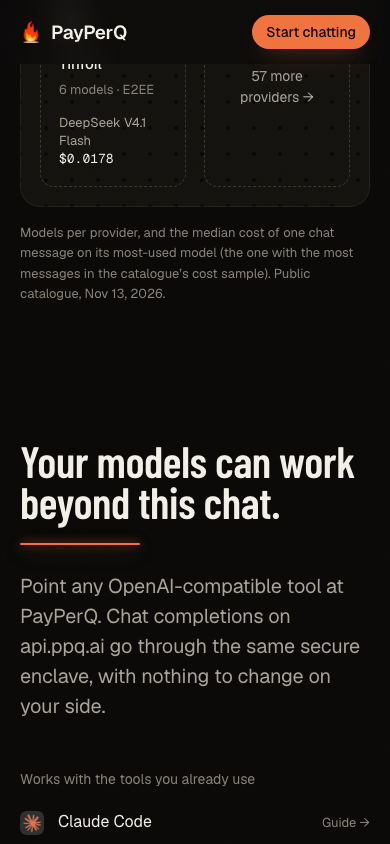 PayPerQ
Start chatting
Tinfoil
6 models · E2EE
DeepSeek V4.1
Flash
$0.0178
57 more
providers →
Models per provider, and the median cost of one chat
message on its most-used model (the one with the most
messages in the catalogue's cost sample). Public
catalogue, Nov 13, 2026.
Your models can work
beyond this chat.
Point any OpenAI-compatible tool at
PayPerQ. Chat completions on
api.ppq.ai go through the same secure
enclave, with nothing to change on
your side.
Works with the tools you already use
Claude Code
Guide →